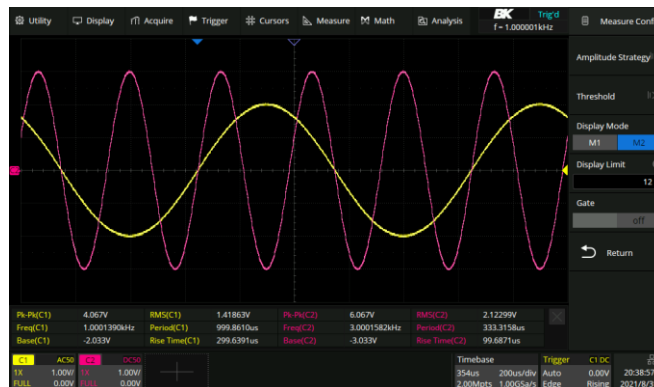 Utility Display Acquire Trigger Cursors Measure Math Analysis BK Trig'd Measure Conf
f = 1.000001kHz
Amplitude Strategy
Threshold
Display Mode
M1 M2
Display Limit
12
Gate
off
Return
Pk-Pk(C1) 4.067V RMS(C1) 1.41863V Pk-Pk(C2) 6.067V RMS(C2) 2.12299V
Freq(C1) 1.0001390kHz Period(C1) 999.8610us Freq(C2) 3.0001582kHz Period(C2) 333.3158us
Base(C1) -2.033V Rise Time(C1) 299.6391us Base(C2) -3.033V Rise Time(C2) 99.6871us
C1 AC50 C2 DC50 Timebase Trigger C1 DC
1X 1.00V/ 1X 1.00V/ 354us 200us/div Auto 0.00V 20:38:57
FULL 0.00V FULL 0.00V 2.00Mpts 1.00GSa/s Edge Rising 2021/8/